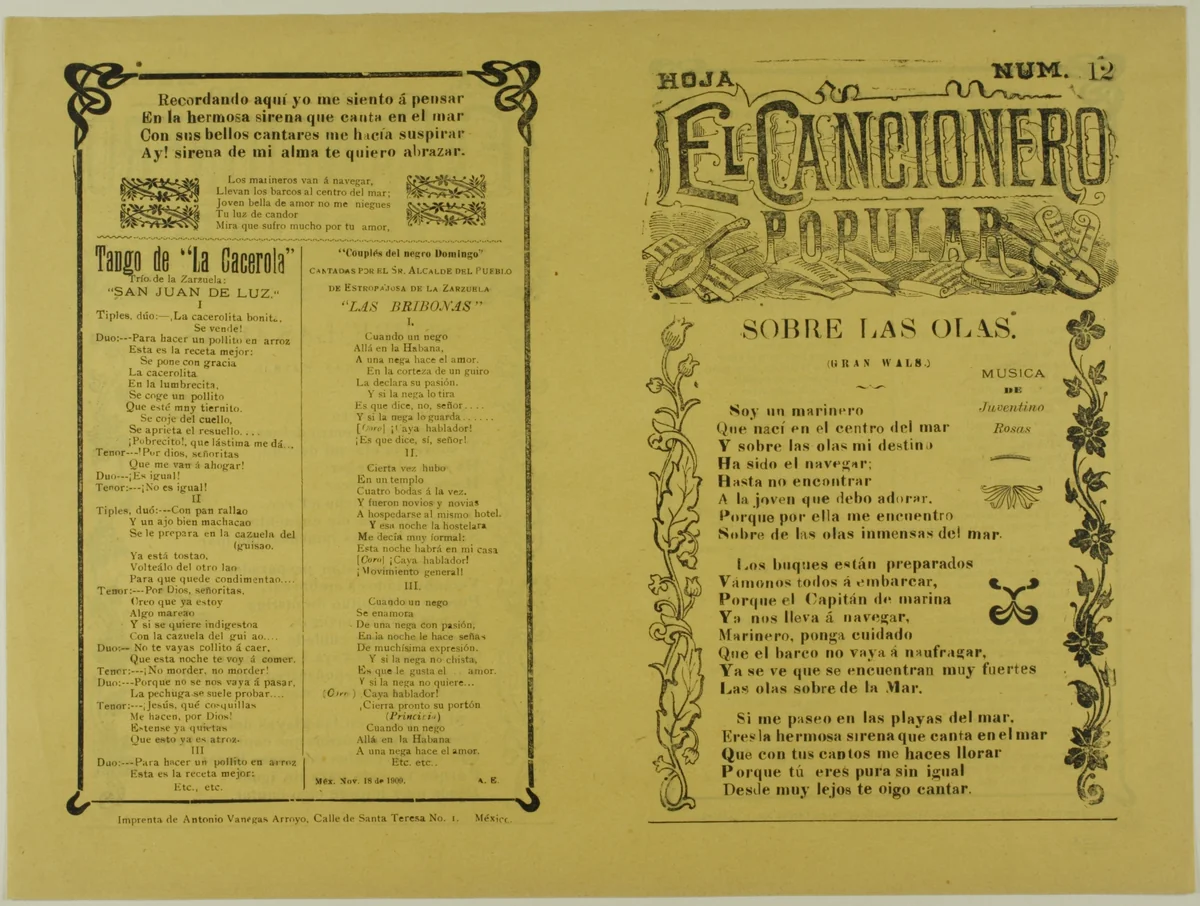 HOJA NUM. 12
EL CANCIONERO
POPULAR
SOBRE LAS OLAS.
(GRAN WALS.)
MUSICA
DE
Juventino
Rosas
Soy un marinero
Que nací en el centro del mar
Y sobre las olas mi destino
Ha sido el navegar;
Hasta no encontrar
A la joven que debo adorar,
Porque por ella me encuentro
Sobre de las olas inmensas del mar.
Los buques están preparados
Vámonos todos á embarcar,
Porque el Capitán de marina
Ya nos lleva á navegar,
Marinero, ponga cuidado
Que el barco no vaya á naufragar,
Ya se ve que se encuentran muy fuertes
Las olas sobre de la Mar.
Si me paseo en las playas del mar,
Eres la hermosa sirena que canta en el mar
Que con tus cantos me haces llorar
Porque tú eres pura sin igual
Desde muy lejos te oigo cantar.
Recordando aquí yo me siento á pensar
En la hermosa sirena que canta en el mar
Con sus bellos cantares me hacía suspirar
Ay! sirena de mi alma te quiero abrazar.
Los marineros van á navegar,
Llevan los barcos al centro del mar;
Joven bella de amor no me niegues
Tu luz de candor
Mira que sufro mucho por tu amor,
Tango de "La Cacerola"
Trío de la Zarzuela:
"SAN JUAN DE LUZ."
I
Tiples, dúo:—¡La cacerolita bonita,
Se vende!
Duo:---Para hacer un pollito en arroz
Esta es la receta mejor:
Se pone con gracia
La cacerolita
En la lumbrecita,
Se coge un pollito
Que esté mny tiernito.
Se coje del cuello,
Se aprieta el resuello....
¡Pobrecito!, que lástima me dá...
Tenor---¡Por dios, señoritas
Que me van á ahogar!
Duo---¡Es igual!
Tenor:---¡No es igual!
II
Tiples, duó:---Con pan rallao
Y un ajo bien machacao
Se le prepara en la cazuela del
(guisao.
Ya está tostao,
Volteálo del otro lao
Para que quede condimentao....
Tenor:---Por Dios, señoritas,
Creo que ya estoy
Algo mareao
Y si se quiere indigestoa
Con la cazuela del gui ao....
Duo:— No te vayas pollito á caer,
Que esta noche te voy á comer.
Tenor:---¡No morder, no morder!
Duo:---Porque no se nos vaya á pasar,
La pechuga se suele probar....
Tenor:---¡Jesús, qué cosquillas
Me hacen, por Dios!
Estense ya quietas
Que esto ya es atroz.
III
Duo:---Para hacer un pollito en arroz
Esta es la receta mejor:
Etc., etc.
"Couplés del negro Domingo"
CANTADAS POR EL SR. ALCALDE DEL PUEBLO
DE ESTROPAJOSA DE LA ZARZUELA
"LAS BRIBONAS"
I.
Cuando un nego
Allá en la Habana,
A una nega hace el amor,
En la corteza de un guiro
La declara su pasión.
Y si la nega lo tira
Es que dice, no, señor....
Y si la nega lo guarda......
[Coro] ¡Caya hablador!
¡Es que dice, sí, señor!
II.
Cierta vez hubo
En un templo
Cuatro bodas á la vez,
Y fueron novios y novias
A hospedarse al mismo hotel.
Y esa noche la hostelara
Me decía muy formal:
Esta noche habrá en mi casa
[Coro] ¡Caya hablador!
¡Movimiento general!
III.
Cuando un nego
Se enamora
De una nega con pasión,
En la noche le hace señas
De muchísima expresión.
Y si la nega no chista,
Es que le gusta el amor.
Y si la nega no quiere...
(Coro) ¡Caya hablador!
¡Cierra pronto su portón
(Principio)
Cuando un nego
Allá en la Habana
A una nega hace el amor.
Etc. etc..
Méx. Nov. 18 de 1909. A. E.
Imprenta de Antonio Vanegas Arroyo, Calle de Santa Teresa No. 1. México.